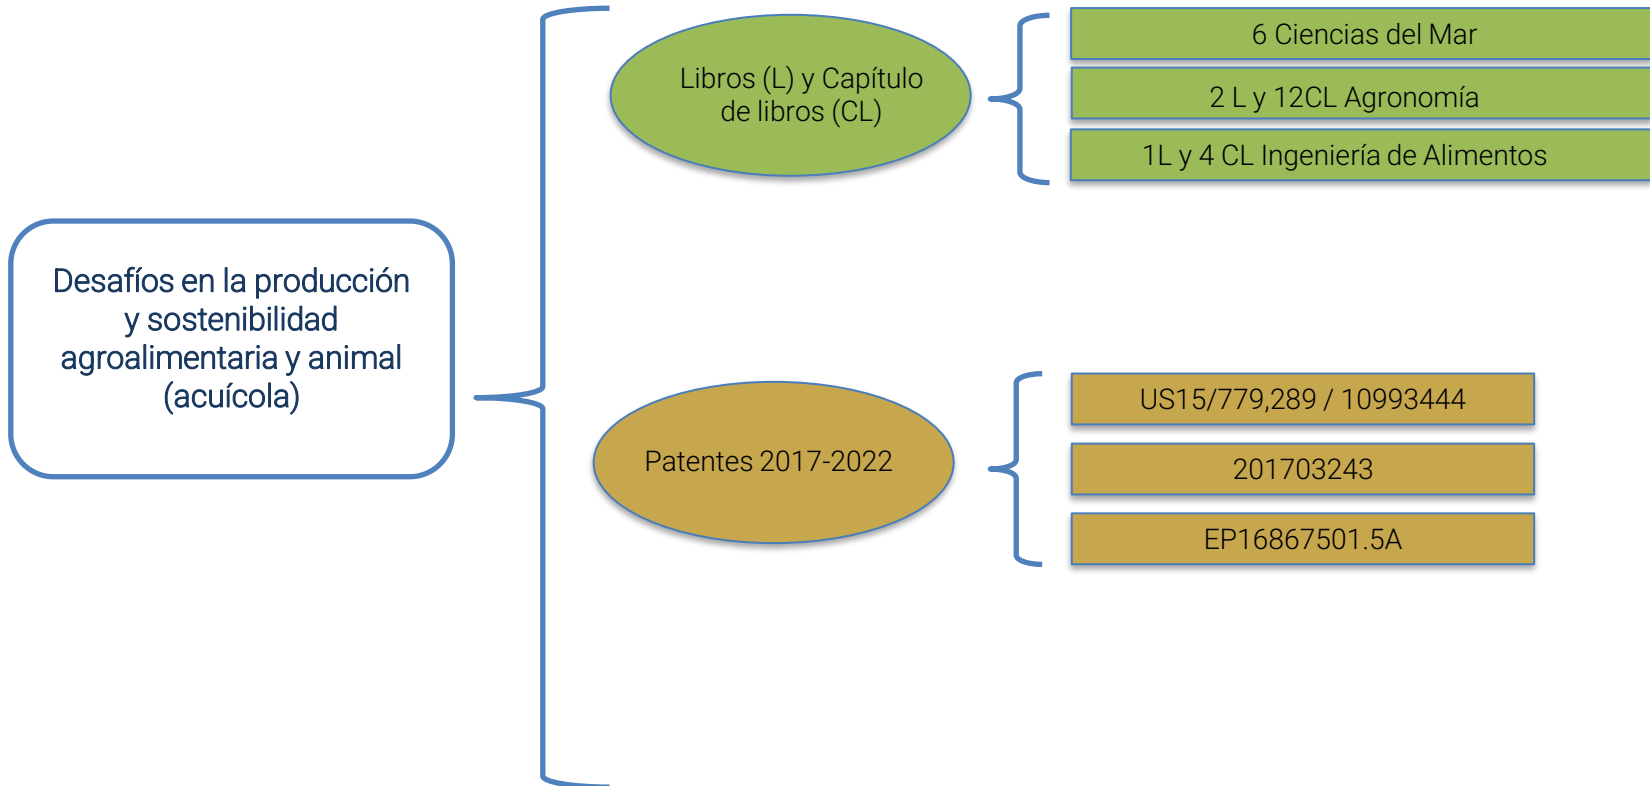 Desafíos en la producción
y sostenibilidad
agroalimentaria y animal
(acuícola)
Libros (L) y Capítulo
de libros (CL)
6 Ciencias del Mar
2 L y 12CL Agronomía
1L y 4 CL Ingeniería de Alimentos
Patentes 2017-2022
US15/779,289 / 10993444
201703243
EP16867501.5A